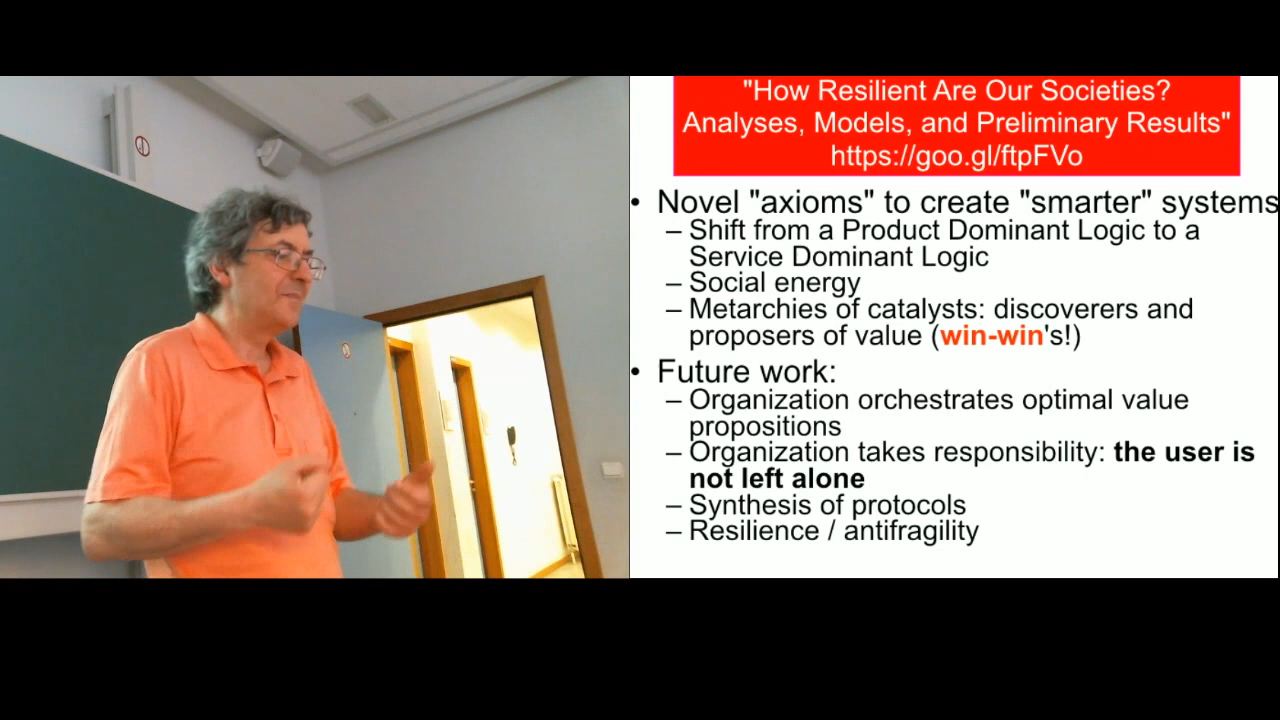 "How Resilient Are Our Societies?
Analyses, Models, and Preliminary Results"
https://goo.gl/ftpFVo
• Novel "axioms" to create "smarter" systems
– Shift from a Product Dominant Logic to a
Service Dominant Logic
– Social energy
– Metarchies of catalysts: discoverers and
proposers of value (win-win's!)
• Future work:
– Organization orchestrates optimal value
propositions
– Organization takes responsibility: the user is
not left alone
– Synthesis of protocols
– Resilience / antifragility